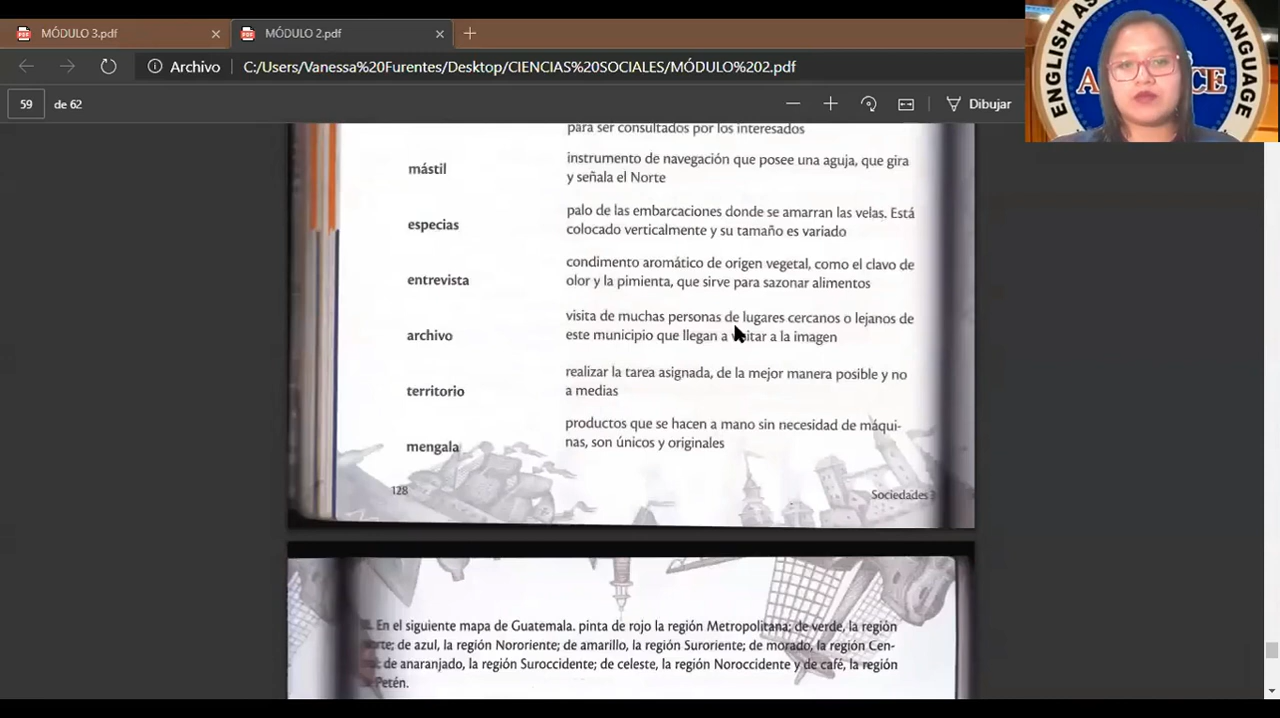 MÓDULO 3.pdf
MÓDULO 2.pdf
Archivo
C:/Users/Vanessa%20Furentes/Desktop/CIENCIAS%20SOCIALES/MÓDULO%202.pdf
59 de 62
Dibujar
ENGLISH LANGUAGE
para ser consultados por los interesados
mástil
instrumento de navegación que posee una aguja, que gira
y señala el Norte
especias
palo de las embarcaciones donde se amarran las velas. Está
colocado verticalmente y su tamaño es variado
entrevista
condimento aromático de origen vegetal, como el clavo de
olor y la pimienta, que sirve para sazonar alimentos
archivo
visita de muchas personas de lugares cercanos o lejanos de
este municipio que llegan a visitar a la imagen
territorio
realizar la tarea asignada, de la mejor manera posible y no
a medias
mengala
productos que se hacen a mano sin necesidad de máqui-
nas, son únicos y originales
128
Sociedades 3
En el siguiente mapa de Guatemala. pinta de rojo la región Metropolitana; de verde, la región
de azul, la región Nororiente; de amarillo, la región Suroriente; de morado, la región Cen-
de anaranjado, la región Suroccidente; de celeste, la región Noroccidente y de café, la región
Petén.